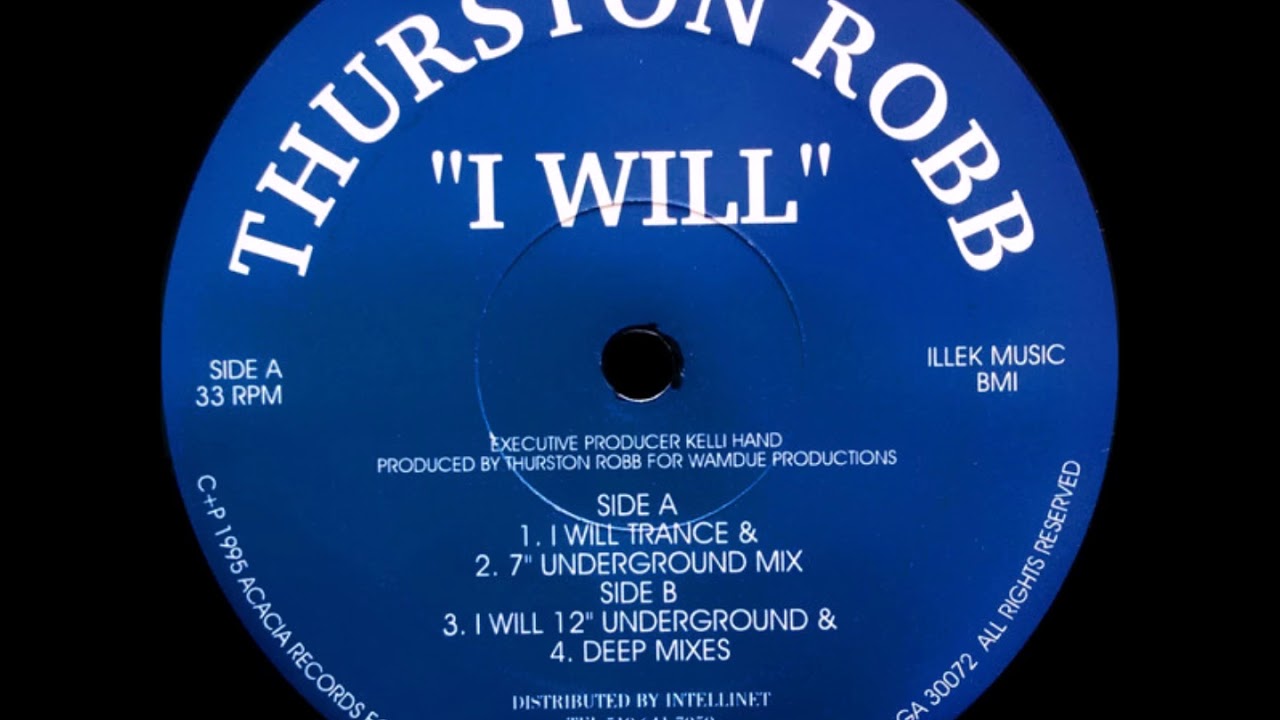 THURSTON ROBB
"I WILL"
SIDE A
33 RPM
ILLEK MUSIC
BMI
EXECUTIVE PRODUCER KELLI HAND
PRODUCED BY THURSTON ROBB FOR WAMDUE PRODUCTIONS
SIDE A
1. I WILL TRANCE &
2. 7" UNDERGROUND MIX
SIDE B
3. I WILL 12" UNDERGROUND &
4. DEEP MIXES
DISTRIBUTED BY INTELLINET
C+P 1995 ACACIA RECORDS
GA 30072 ALL RIGHTS RESERVED